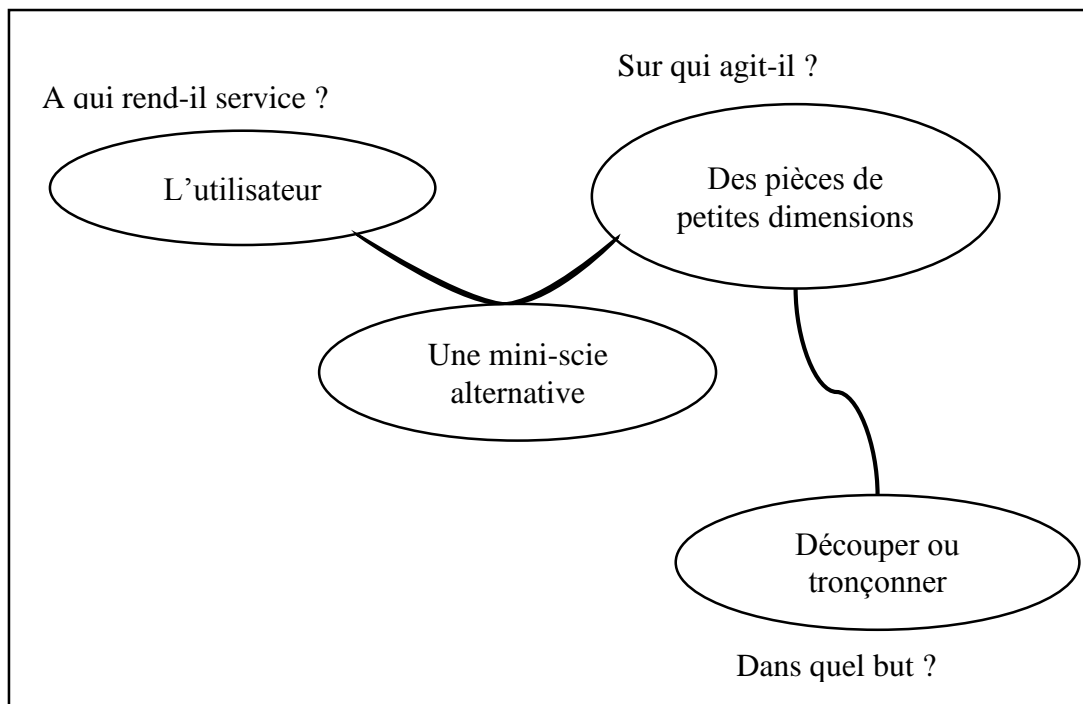 Sur qui agit-il ?
A qui rend-il service ?
L’utilisateur
Des pièces de
petites dimensions
Une mini-scie
alternative
Découper ou
tronçonner
Dans quel but ?